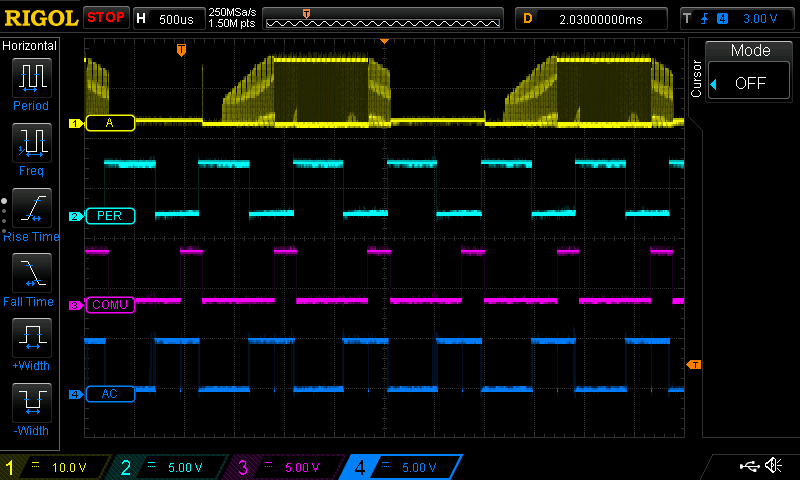 RIGOL STOP H 500us 250MSa/s 1.50M pts T D 2.03000000ms T 4 3.00 V
Horizontal
Period
Freq
Rise Time
Fall Time
+Width
-Width
T
1 A
2 PER
3 COMU
4 AC
T
Cursor
Mode
OFF
1 10.0 V 2 5.00 V 3 5.00 V 4 5.00 V